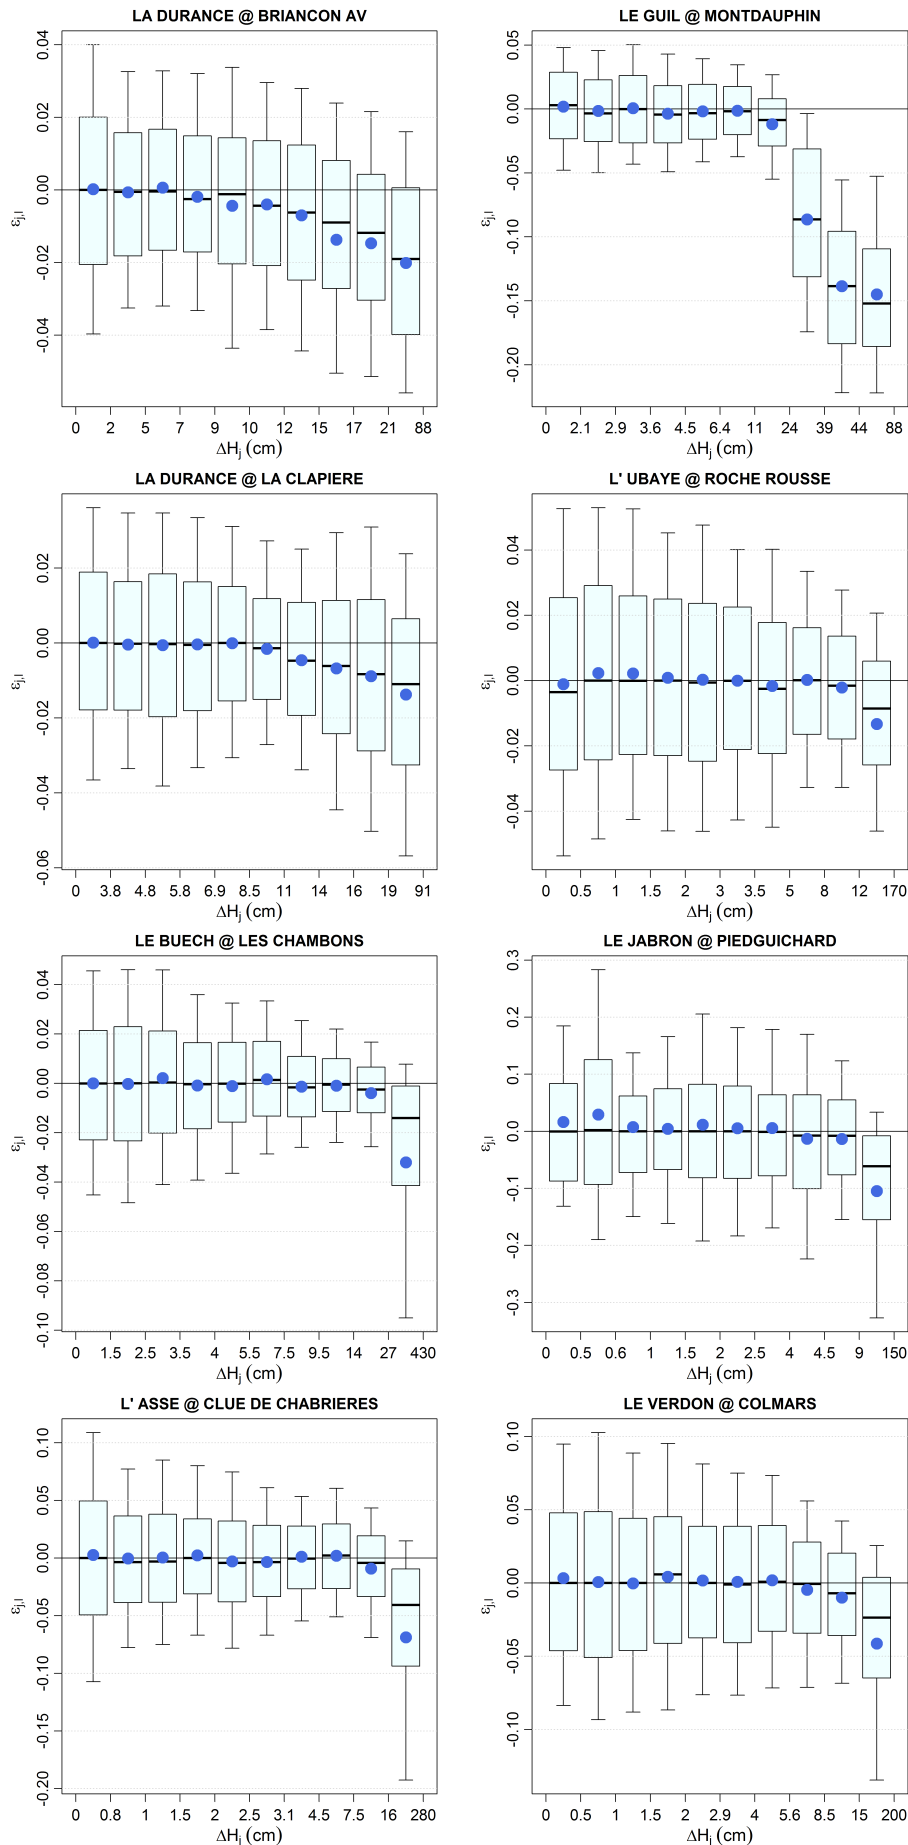 LA DURANCE @ BRIANCON AV
0.04
0.02
0.00
-0.02
-0.04
εj,l
0 2 5 7 9 10 12 15 17 21 88
ΔHj (cm)
LE GUIL @ MONTDAUPHIN
0.05
0.00
-0.05
-0.10
-0.15
-0.20
εj,l
0 2.1 2.9 3.6 4.5 6.4 11 24 39 44 88
ΔHj (cm)
LA DURANCE @ LA CLAPIERE
0.02
0.00
-0.02
-0.04
-0.06
εj,l
0 3.8 4.8 5.8 6.9 8.5 11 14 16 19 91
ΔHj (cm)
L' UBAYE @ ROCHE ROUSSE
0.04
0.02
0.00
-0.02
-0.04
εj,l
0 0.5 1 1.5 2 3 3.5 5 8 12 170
ΔHj (cm)
LE BUECH @ LES CHAMBONS
0.04
0.02
0.00
-0.02
-0.04
-0.06
-0.08
-0.10
εj,l
0 1.5 2.5 3.5 4 5.5 7.5 9.5 14 27 430
ΔHj (cm)
LE JABRON @ PIEDGUICHARD
0.3
0.2
0.1
0.0
-0.1
-0.2
-0.3
εj,l
0 0.5 0.6 1 1.5 2.5 4 4.5 9 150
ΔHj (cm)
L' ASSE @ CLUE DE CHABRIERES
0.10
0.05
0.00
-0.05
-0.10
-0.15
-0.20
εj,l
0 0.8 1 1.5 2 3.1 4.5 7.5 16 280
ΔHj (cm)
LE VERDON @ COLMARS
0.10
0.05
0.00
-0.05
-0.10
εj,l
0 0.5 1 1.5 2 2.9 4 5.6 8.5 15 200
ΔHj (cm)